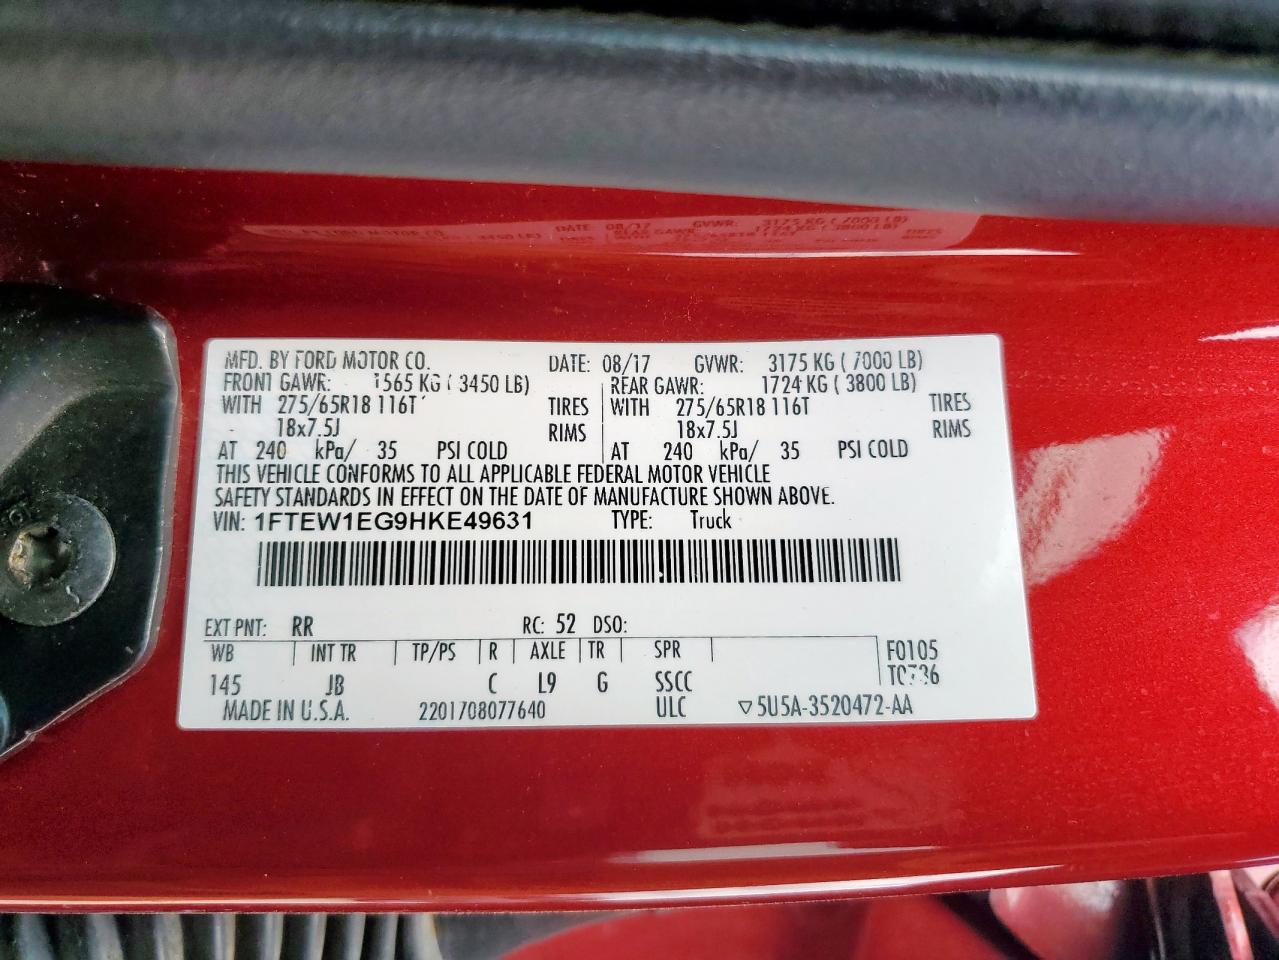 MFD. BY FORD MOTOR CO. DATE: 08/17 GVWR: 3175 KG ( 7000 LB)
FRONT GAWR: 1565 KG ( 3450 LB) REAR GAWR: 1724 KG ( 3800 LB)
WITH 275/65R18 116T TIRES WITH 275/65R18 116T TIRES
18x7.5J RIMS 18x7.5J RIMS
AT 240 kPa/ 35 PSI COLD AT 240 kPa/ 35 PSI COLD
THIS VEHICLE CONFORMS TO ALL APPLICABLE FEDERAL MOTOR VEHICLE
SAFETY STANDARDS IN EFFECT ON THE DATE OF MANUFACTURE SHOWN ABOVE.
VIN: 1FTEW1EG9HKE49631 TYPE: Truck
EXT PNT: RR RC: 52 DSO:
WB INT TR TP/PS R AXLE TR SPR F0105
145 JB C L9 G SSCC
MADE IN U.S.A. 2201708077640 ULC ▽5U5A-3520472-AA